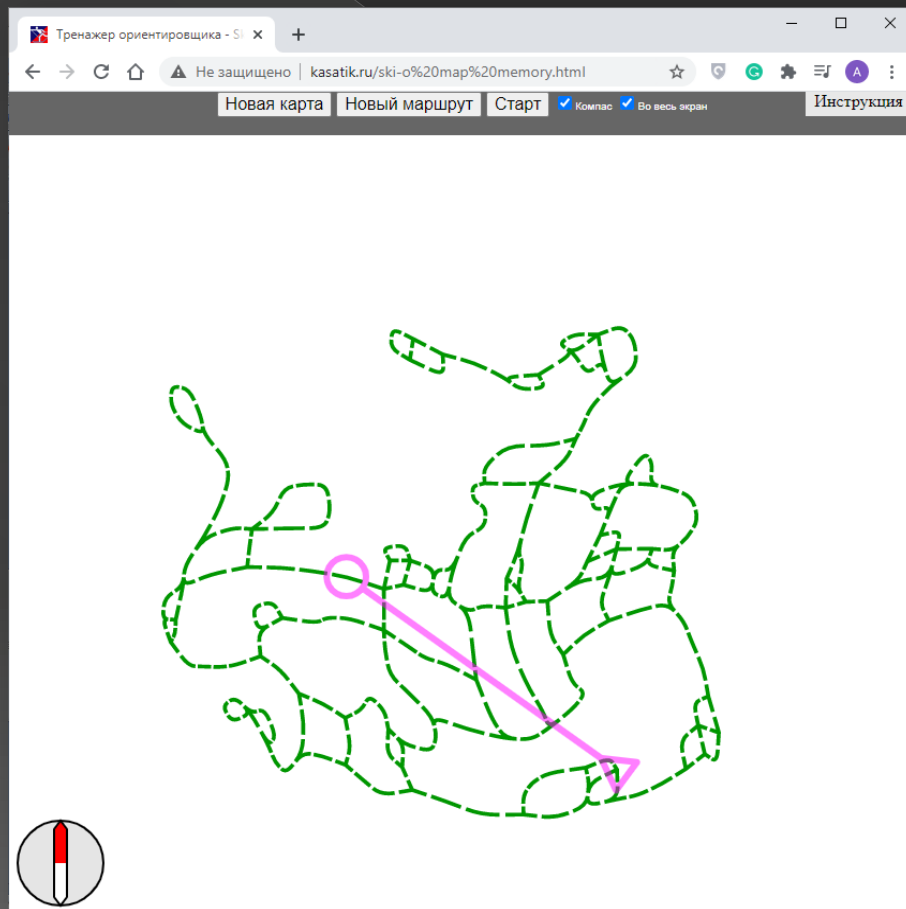 Тренажер ориентировщика - S
Не защищено kasatik.ru/ski-o%20map%20memory.html A
Новая карта Новый маршрут Старт Компас Во весь экран Инструкция